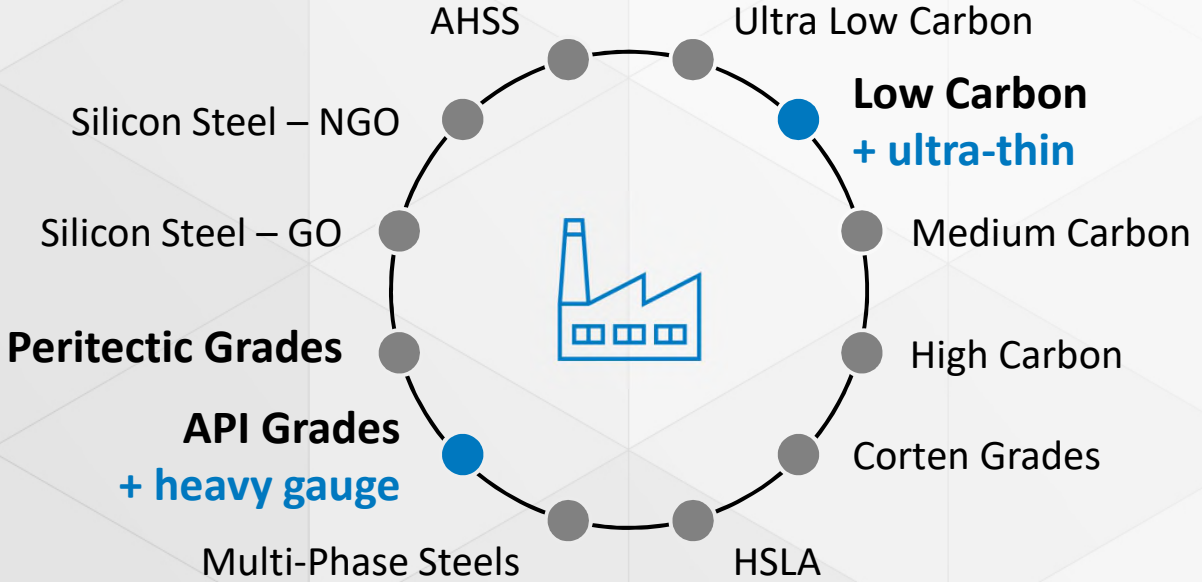 AHSS
Ultra Low Carbon
Low Carbon
+ ultra-thin
Medium Carbon
High Carbon
Corten Grades
HSLA
Multi-Phase Steels
API Grades
+ heavy gauge
Peritectic Grades
Silicon Steel – GO
Silicon Steel – NGO